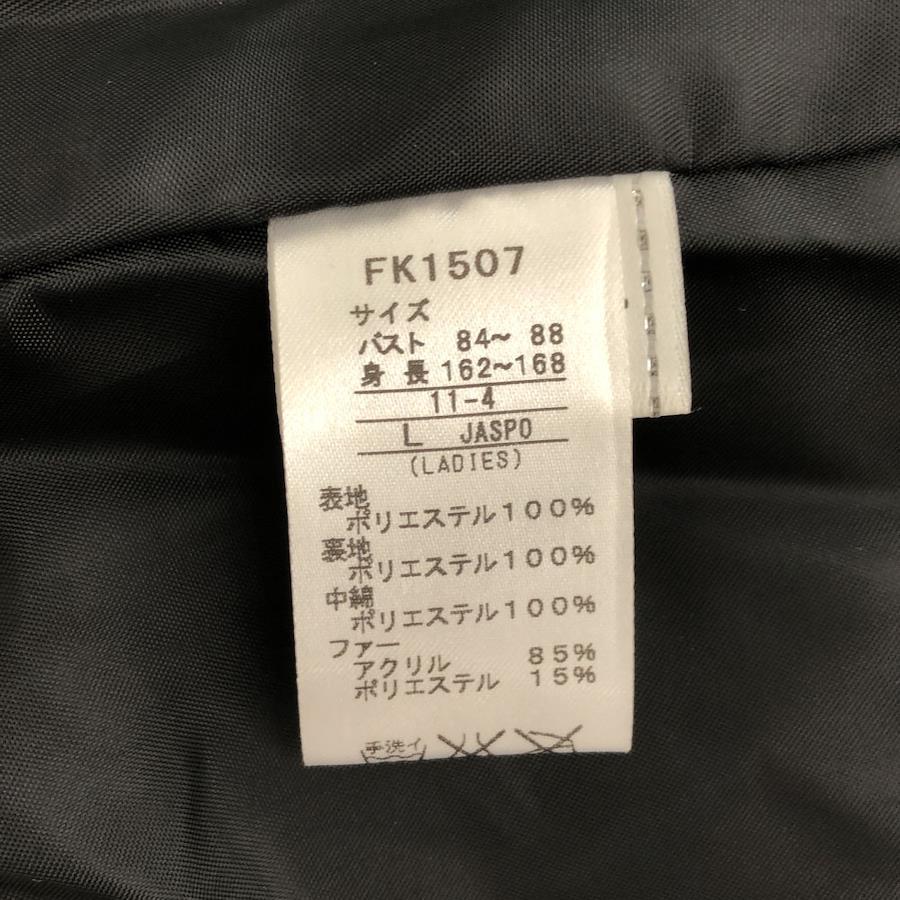 FK1507
サイズ
バスト 84～ 88
身 長 162～168
11-4
L JASPO
(LADIES)
表地
ポリエステル100%
裏地
ポリエステル100%
中綿
ポリエステル100%
ファー
アクリル 85%
ポリエステル 15%
手洗イ